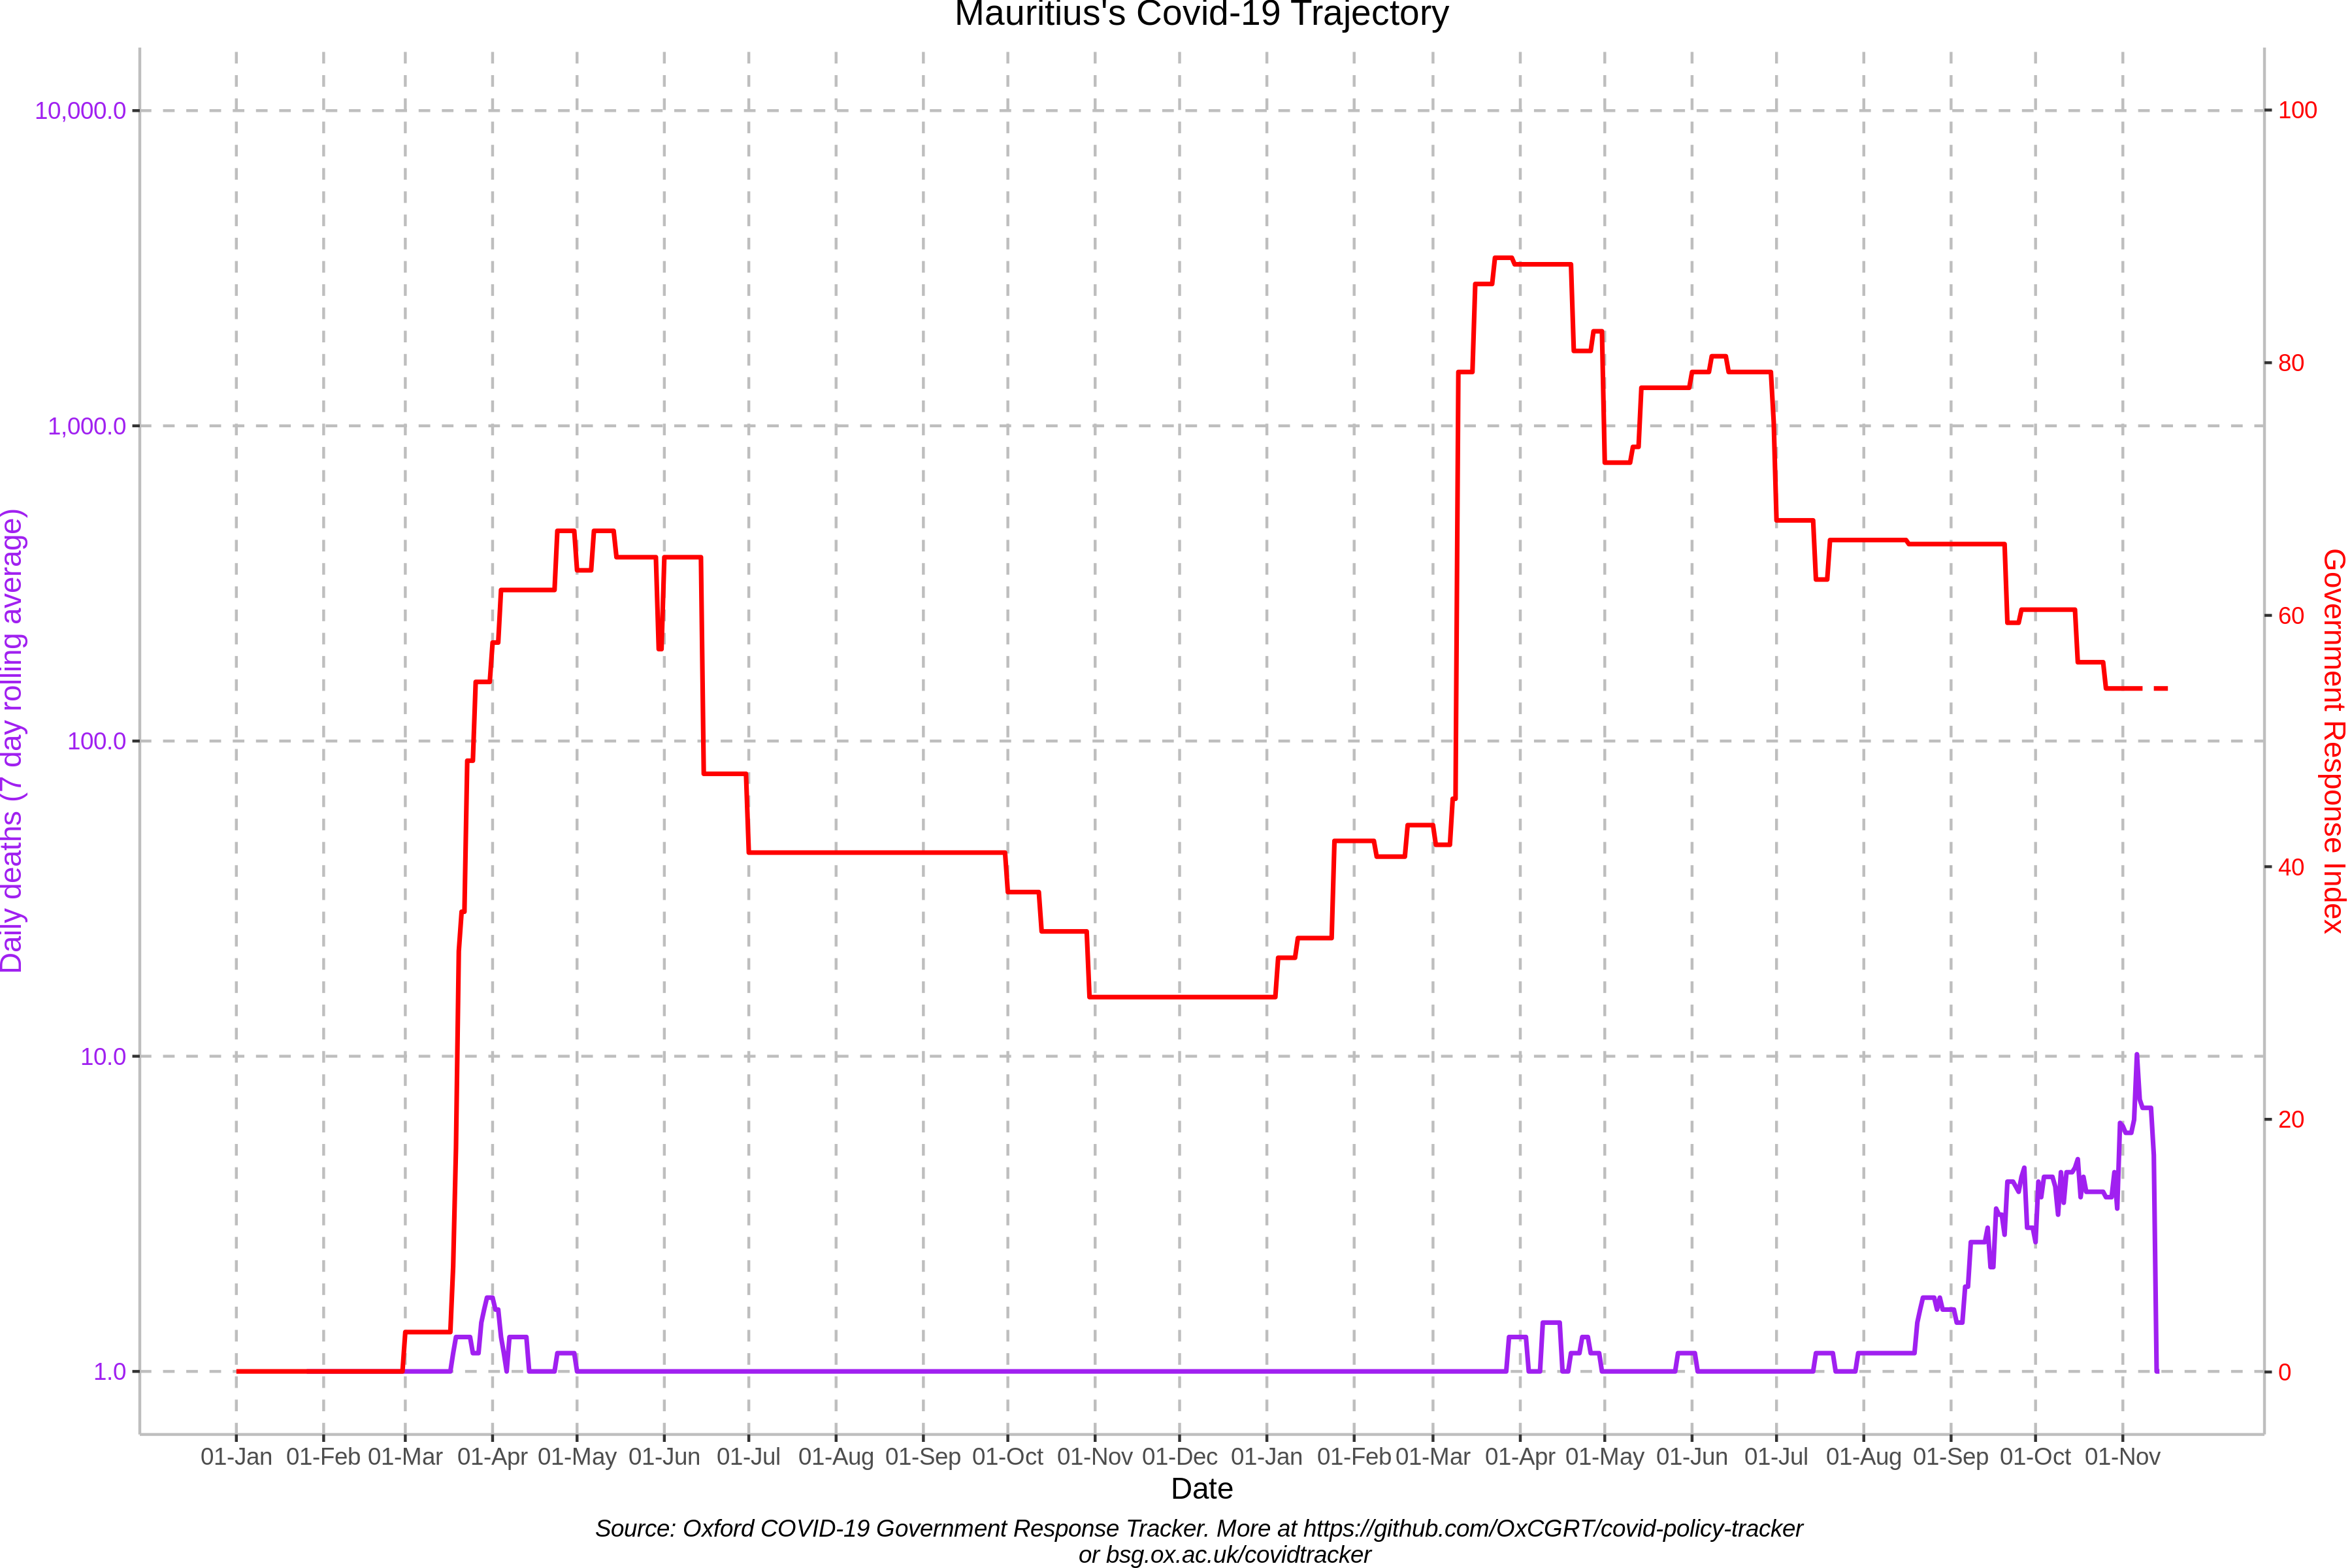 Mauritius's Covid-19 Trajectory
10,000.0
1,000.0
100.0
10.0
1.0
Daily deaths (7 day rolling average)
100
80
60
40
20
0
Government Response Index
01-Jan 01-Feb 01-Mar 01-Apr 01-May 01-Jun 01-Jul 01-Aug 01-Sep 01-Oct 01-Nov 01-Dec 01-Jan 01-Feb 01-Mar 01-Apr 01-May 01-Jun 01-Jul 01-Aug 01-Sep 01-Oct 01-Nov
Date
Source: Oxford COVID-19 Government Response Tracker. More at https://github.com/OxCGRT/covid-policy-tracker
or bsg.ox.ac.uk/covidtracker